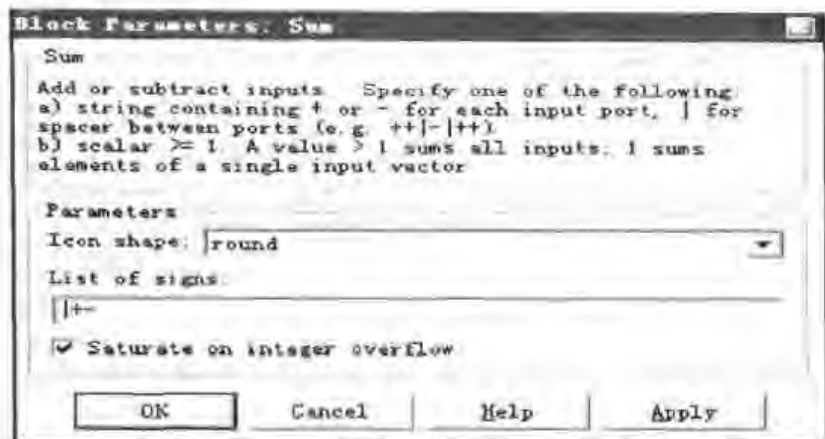 Block Parameters: Sum
Sum
Add or subtract inputs. Specify one of the following:
a) string containing + or - for each input port, | for
spacer between ports (e.g. ++|-|++)
b) scalar >= 1. A value > 1 sums all inputs; 1 sums
elements of a single input vector
Parameters
Icon shape: round
List of signs:
|+-
Saturate on integer overflow
OK Cancel Help Apply